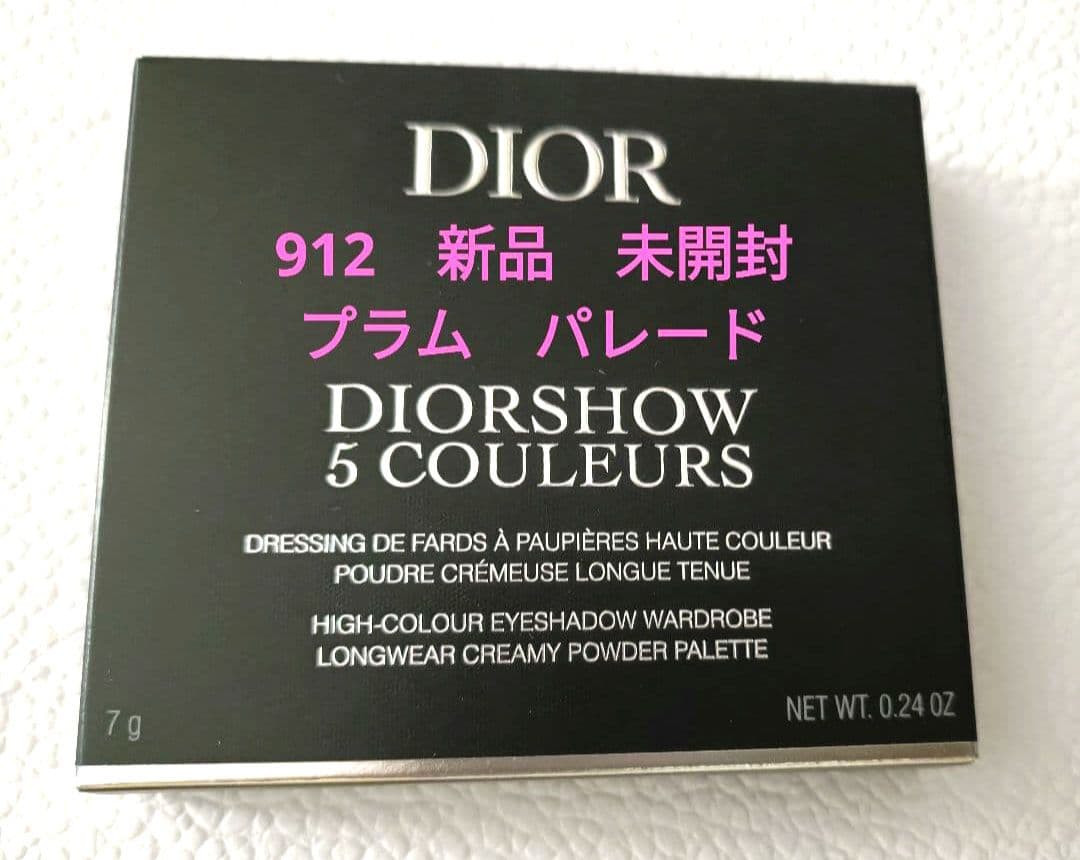 DIOR
912　新品　未開封
プラム　パレード
DIORSHOW
5 COULEURS
DRESSING DE FARDS À PAUPIÈRES HAUTE COULEUR
POUDRE CRÉMEUSE LONGUE TENUE
HIGH-COLOUR EYESHADOW WARDROBE
LONGWEAR CREAMY POWDER PALETTE
7 g
NET WT. 0.24 OZ